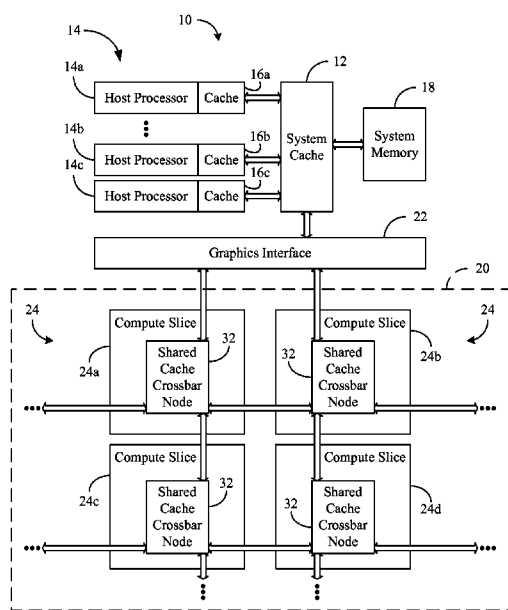 10
14
12
14a
16a
18
Host Processor
Cache
14b
16b
System
Cache
System
Memory
Host Processor
Cache
14c
16c
Host Processor
Cache
22
Graphics Interface
20
24
24
Compute Slice
Compute Slice
32
32
24a
24b
Shared
Cache
Crossbar
Node
Shared
Cache
Crossbar
Node
Compute Slice
Compute Slice
32
32
24c
24d
Shared
Cache
Crossbar
Node
Shared
Cache
Crossbar
Node